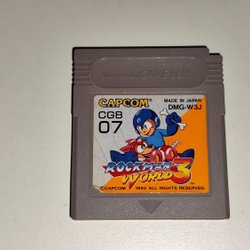 Nintendo GAME BOY
CAPCOM
MADE IN JAPAN
DMG-W3J
CGB
07
ROCKMAN
WORLD 3
©CAPCOM 1992 ALL RIGHTS RESERVED